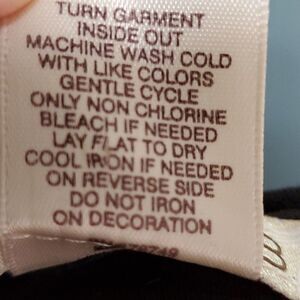 TURN GARMENT
INSIDE OUT
MACHINE WASH COLD
WITH LIKE COLORS
GENTLE CYCLE
ONLY NON CHLORINE
BLEACH IF NEEDED
LAY FLAT TO DRY
COOL IRON IF NEEDED
ON REVERSE SIDE
DO NOT IRON
ON DECORATION